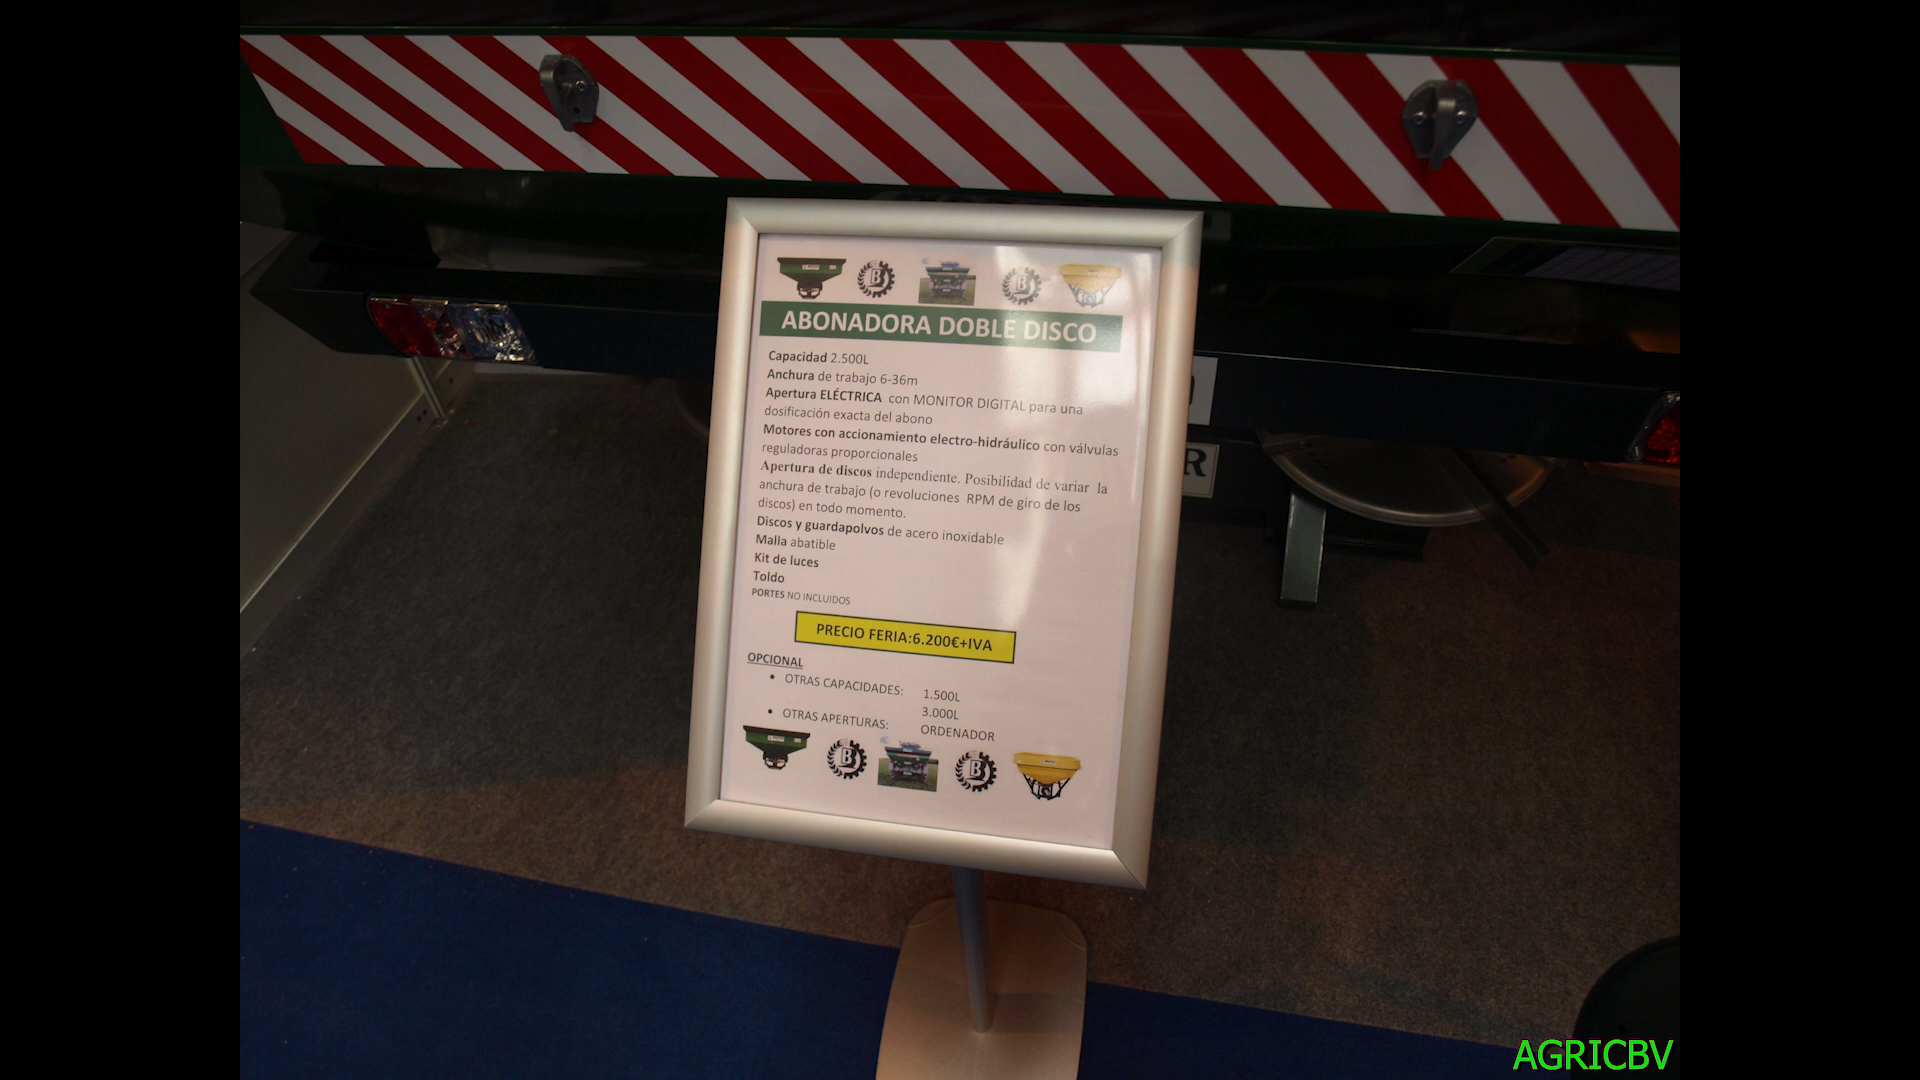 ABONADORA DOBLE DISCO
Capacidad 2.500L
Anchura de trabajo 6-36m
Apertura ELÉCTRICA con MONITOR DIGITAL para una
dosificación exacta del abono
Motores con accionamiento electro-hidráulico con válvulas
reguladoras proporcionales
Apertura de discos independiente. Posibilidad de variar la
anchura de trabajo (o revoluciones RPM de giro de los
discos) en todo momento.
Discos y guardapolvos de acero inoxidable
Malla abatible
Kit de luces
Toldo
PORTES NO INCLUIDOS
PRECIO FERIA:6.200€+IVA
OPCIONAL
• OTRAS CAPACIDADES: 1.500L
3.000L
• OTRAS APERTURAS: ORDENADOR
B
B
B
B
R
AGRICBV